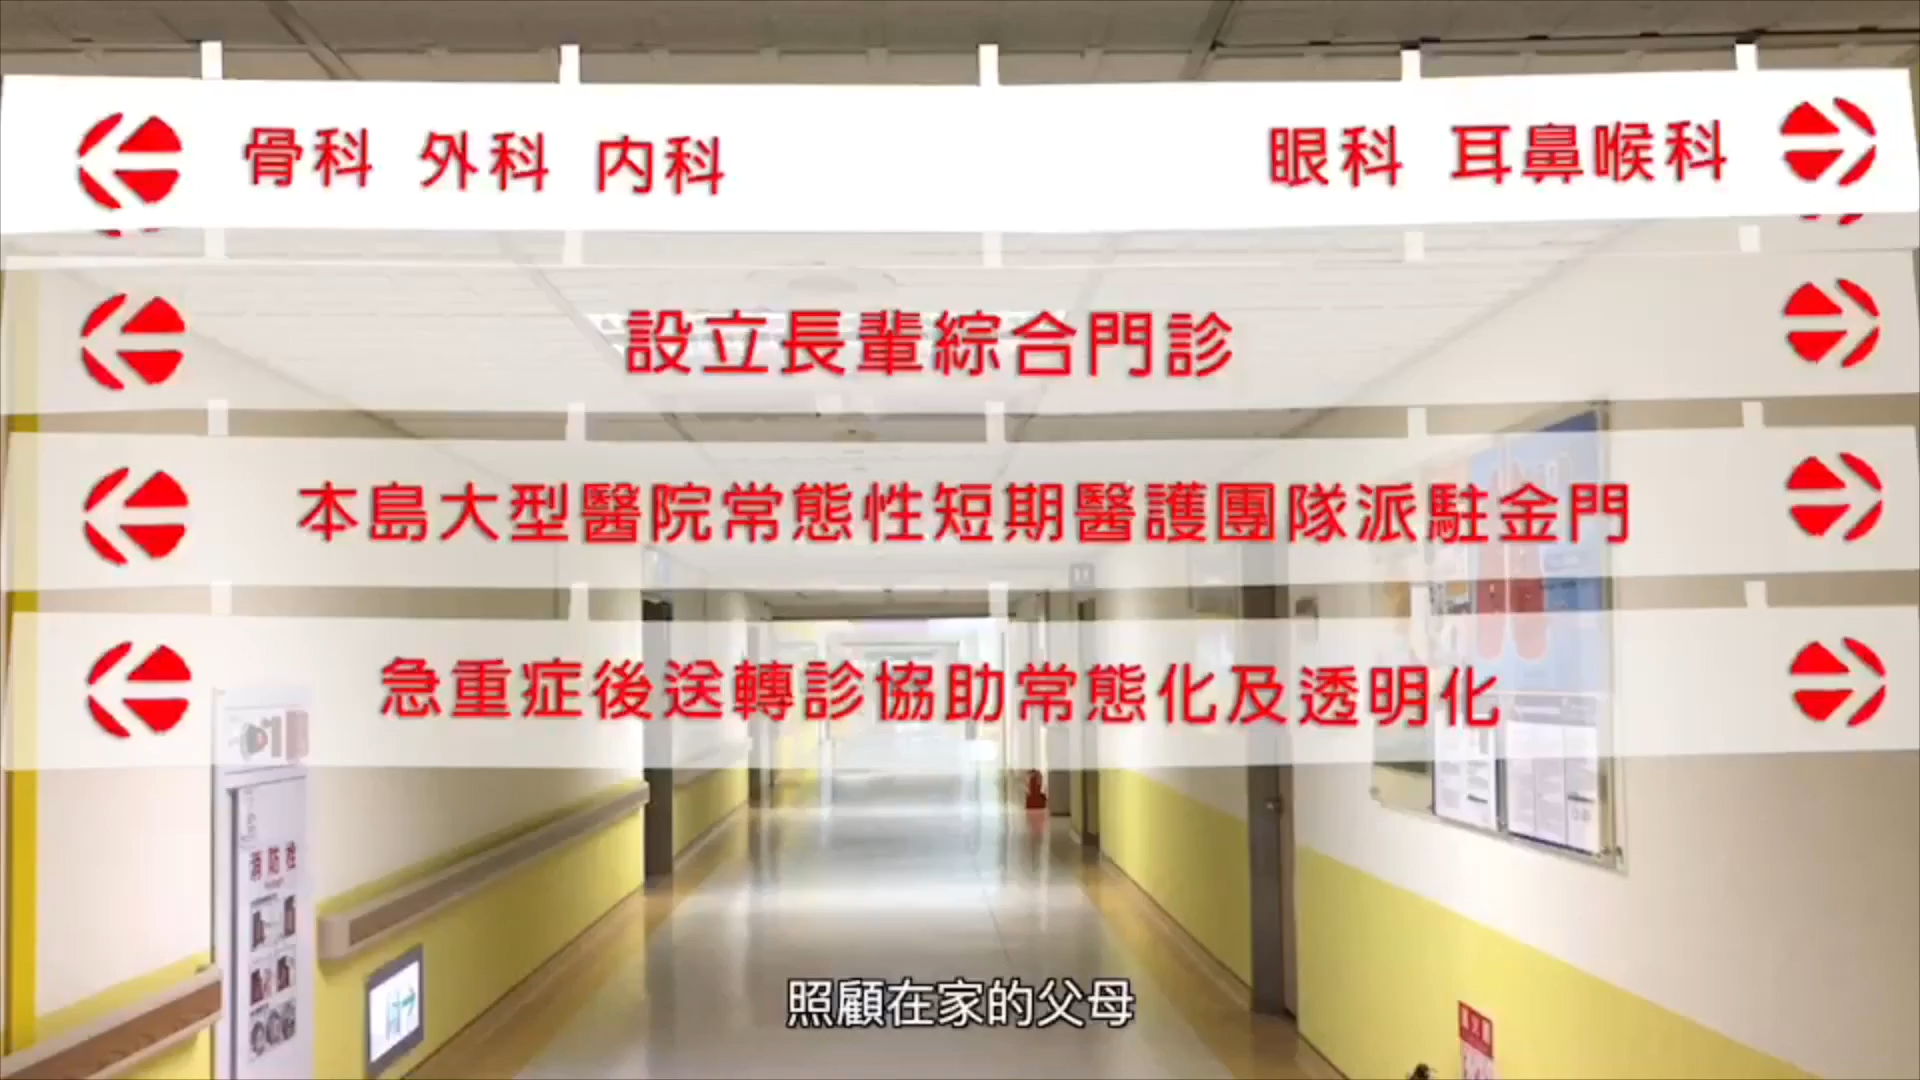 骨科 外科 內科
眼科 耳鼻喉科
設立長輩綜合門診
本島大型醫院常態性短期醫護團隊派駐金門
急重症後送轉診協助常態化及透明化
消防栓
照顧在家的父母